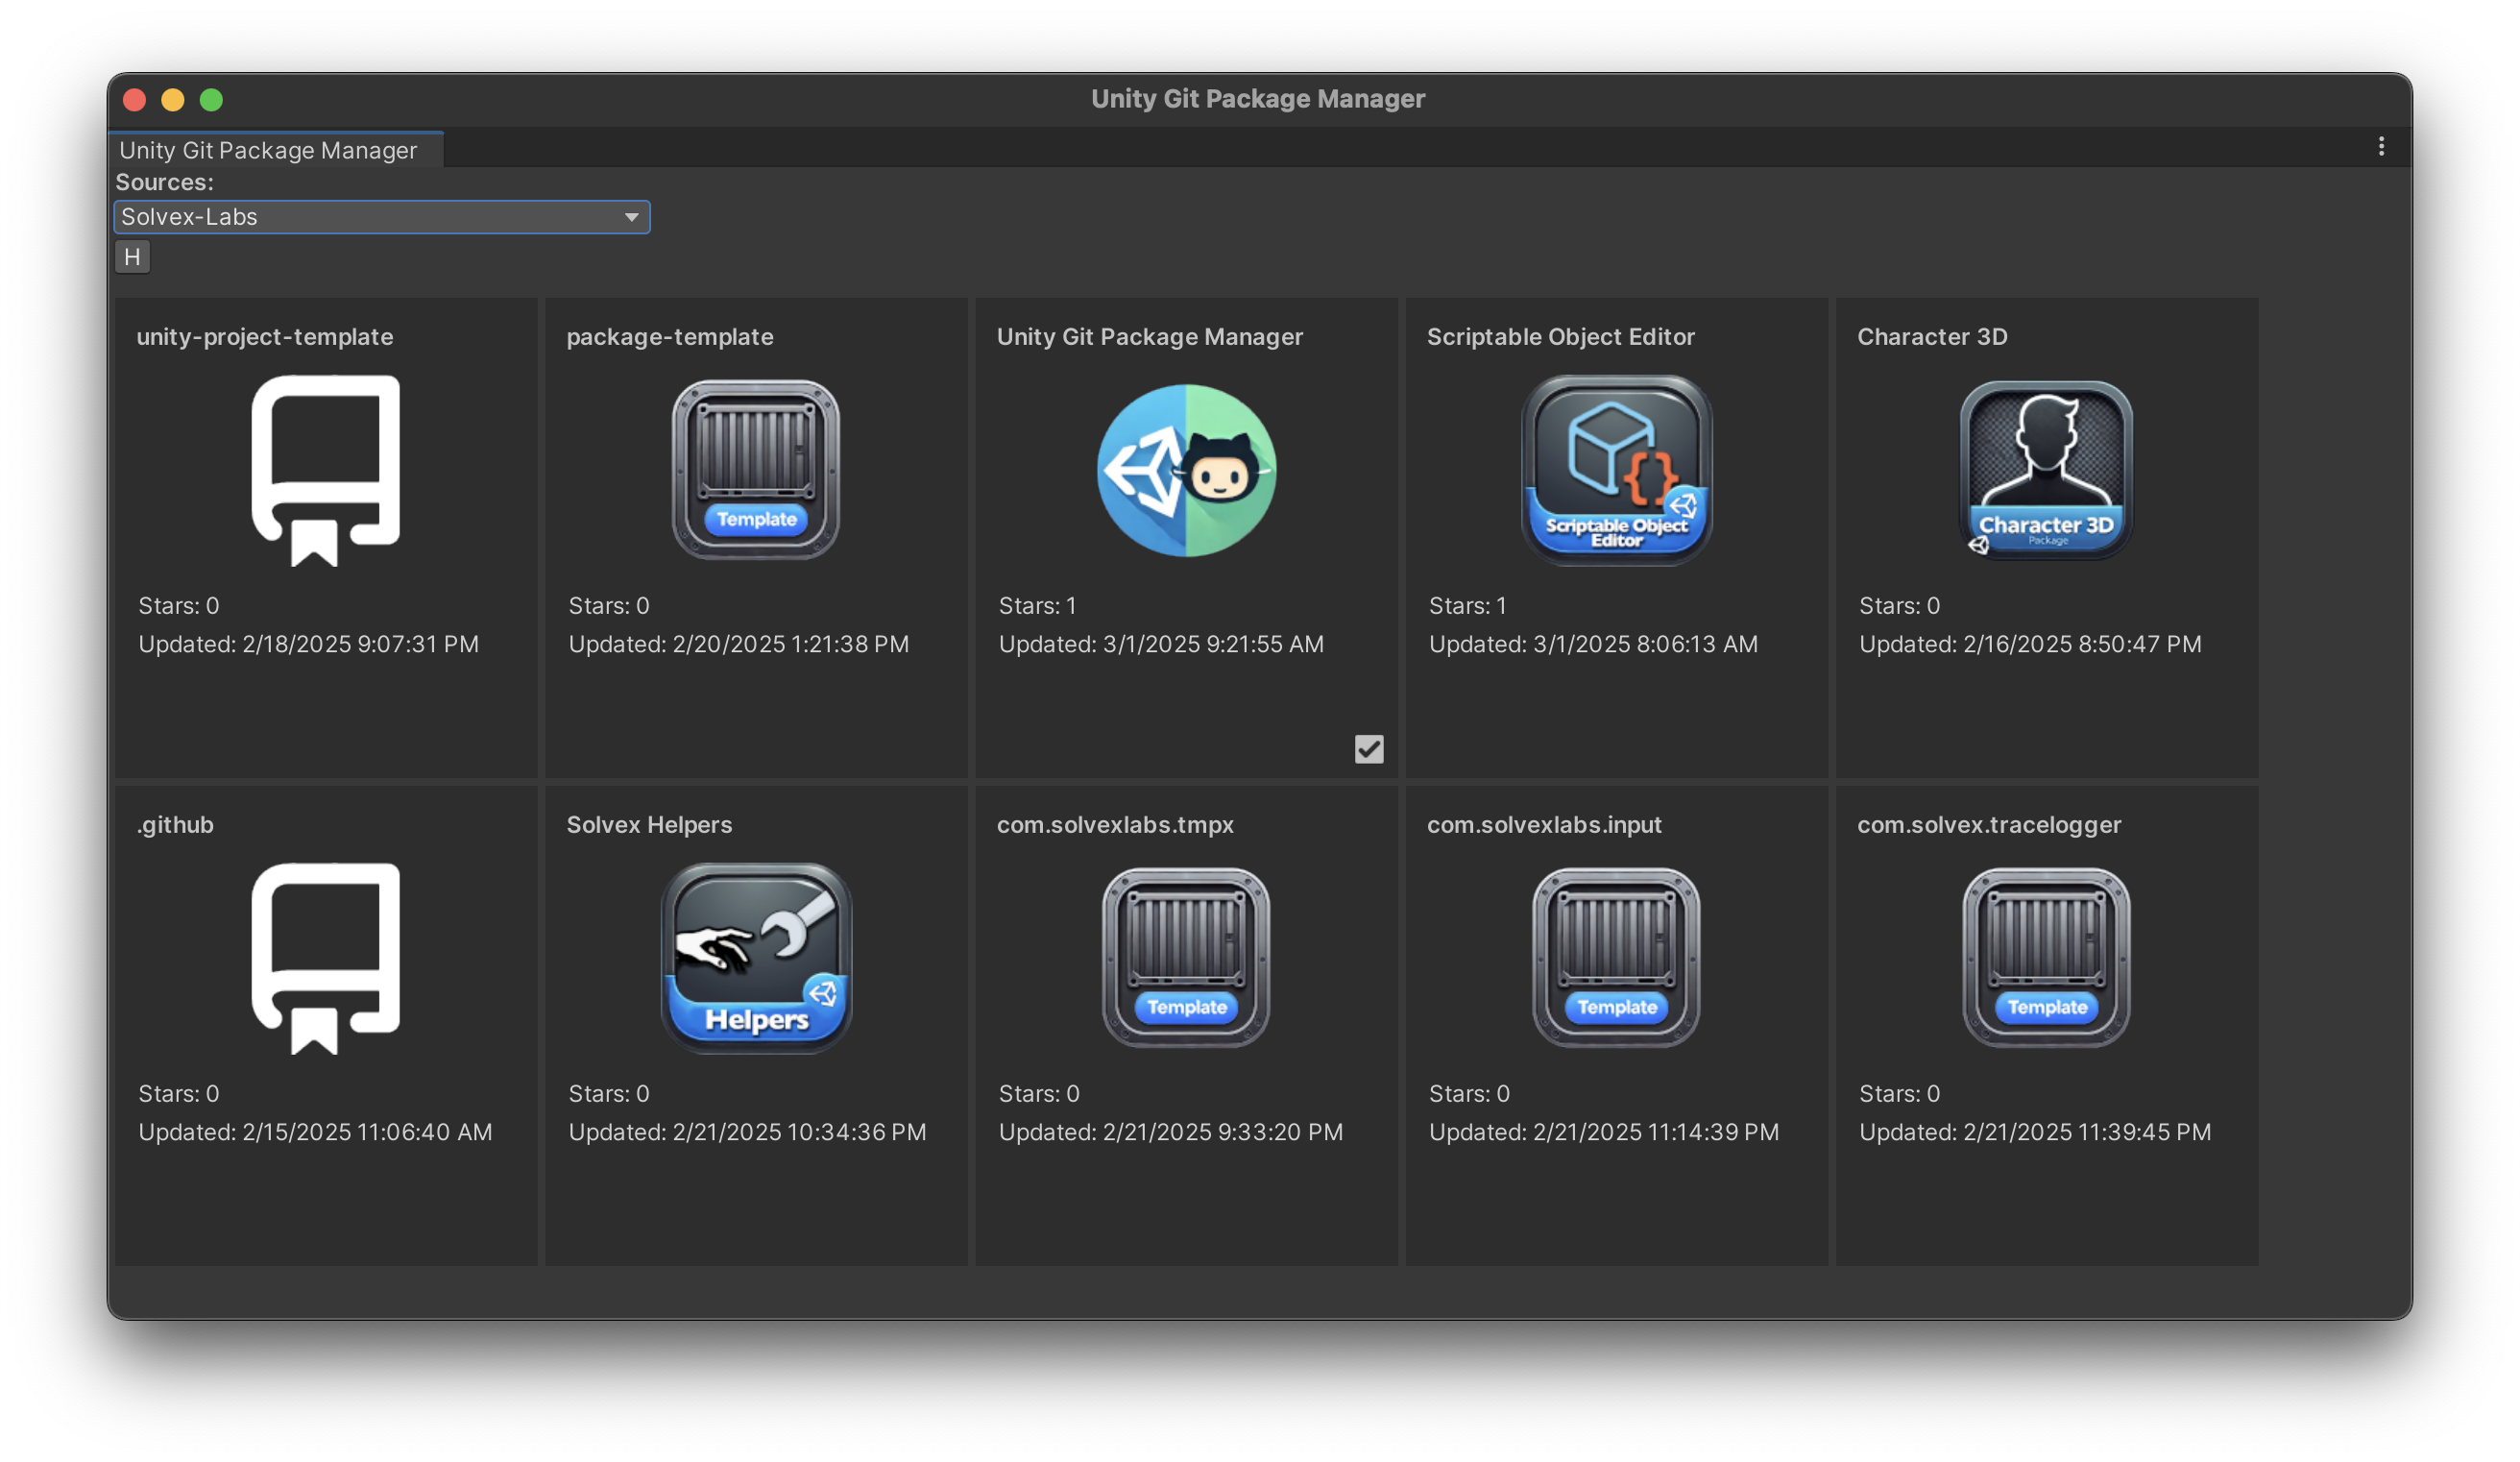 Unity Git Package Manager
Unity Git Package Manager
Sources:
Solvex-Labs
H
unity-project-template
Stars: 0
Updated: 2/18/2025 9:07:31 PM
package-template
Template
Stars: 0
Updated: 2/20/2025 1:21:38 PM
Unity Git Package Manager
Stars: 1
Updated: 3/1/2025 9:21:55 AM
Scriptable Object Editor
{}
Scriptable Object
Editor
Stars: 1
Updated: 3/1/2025 8:06:13 AM
Character 3D
Character 3D
Package
Stars: 0
Updated: 2/16/2025 8:50:47 PM
.github
Stars: 0
Updated: 2/15/2025 11:06:40 AM
Solvex Helpers
Helpers
Stars: 0
Updated: 2/21/2025 10:34:36 PM
com.solvexlabs.tmpx
Template
Stars: 0
Updated: 2/21/2025 9:33:20 PM
com.solvexlabs.input
Template
Stars: 0
Updated: 2/21/2025 11:14:39 PM
com.solvex.tracelogger
Template
Stars: 0
Updated: 2/21/2025 11:39:45 PM